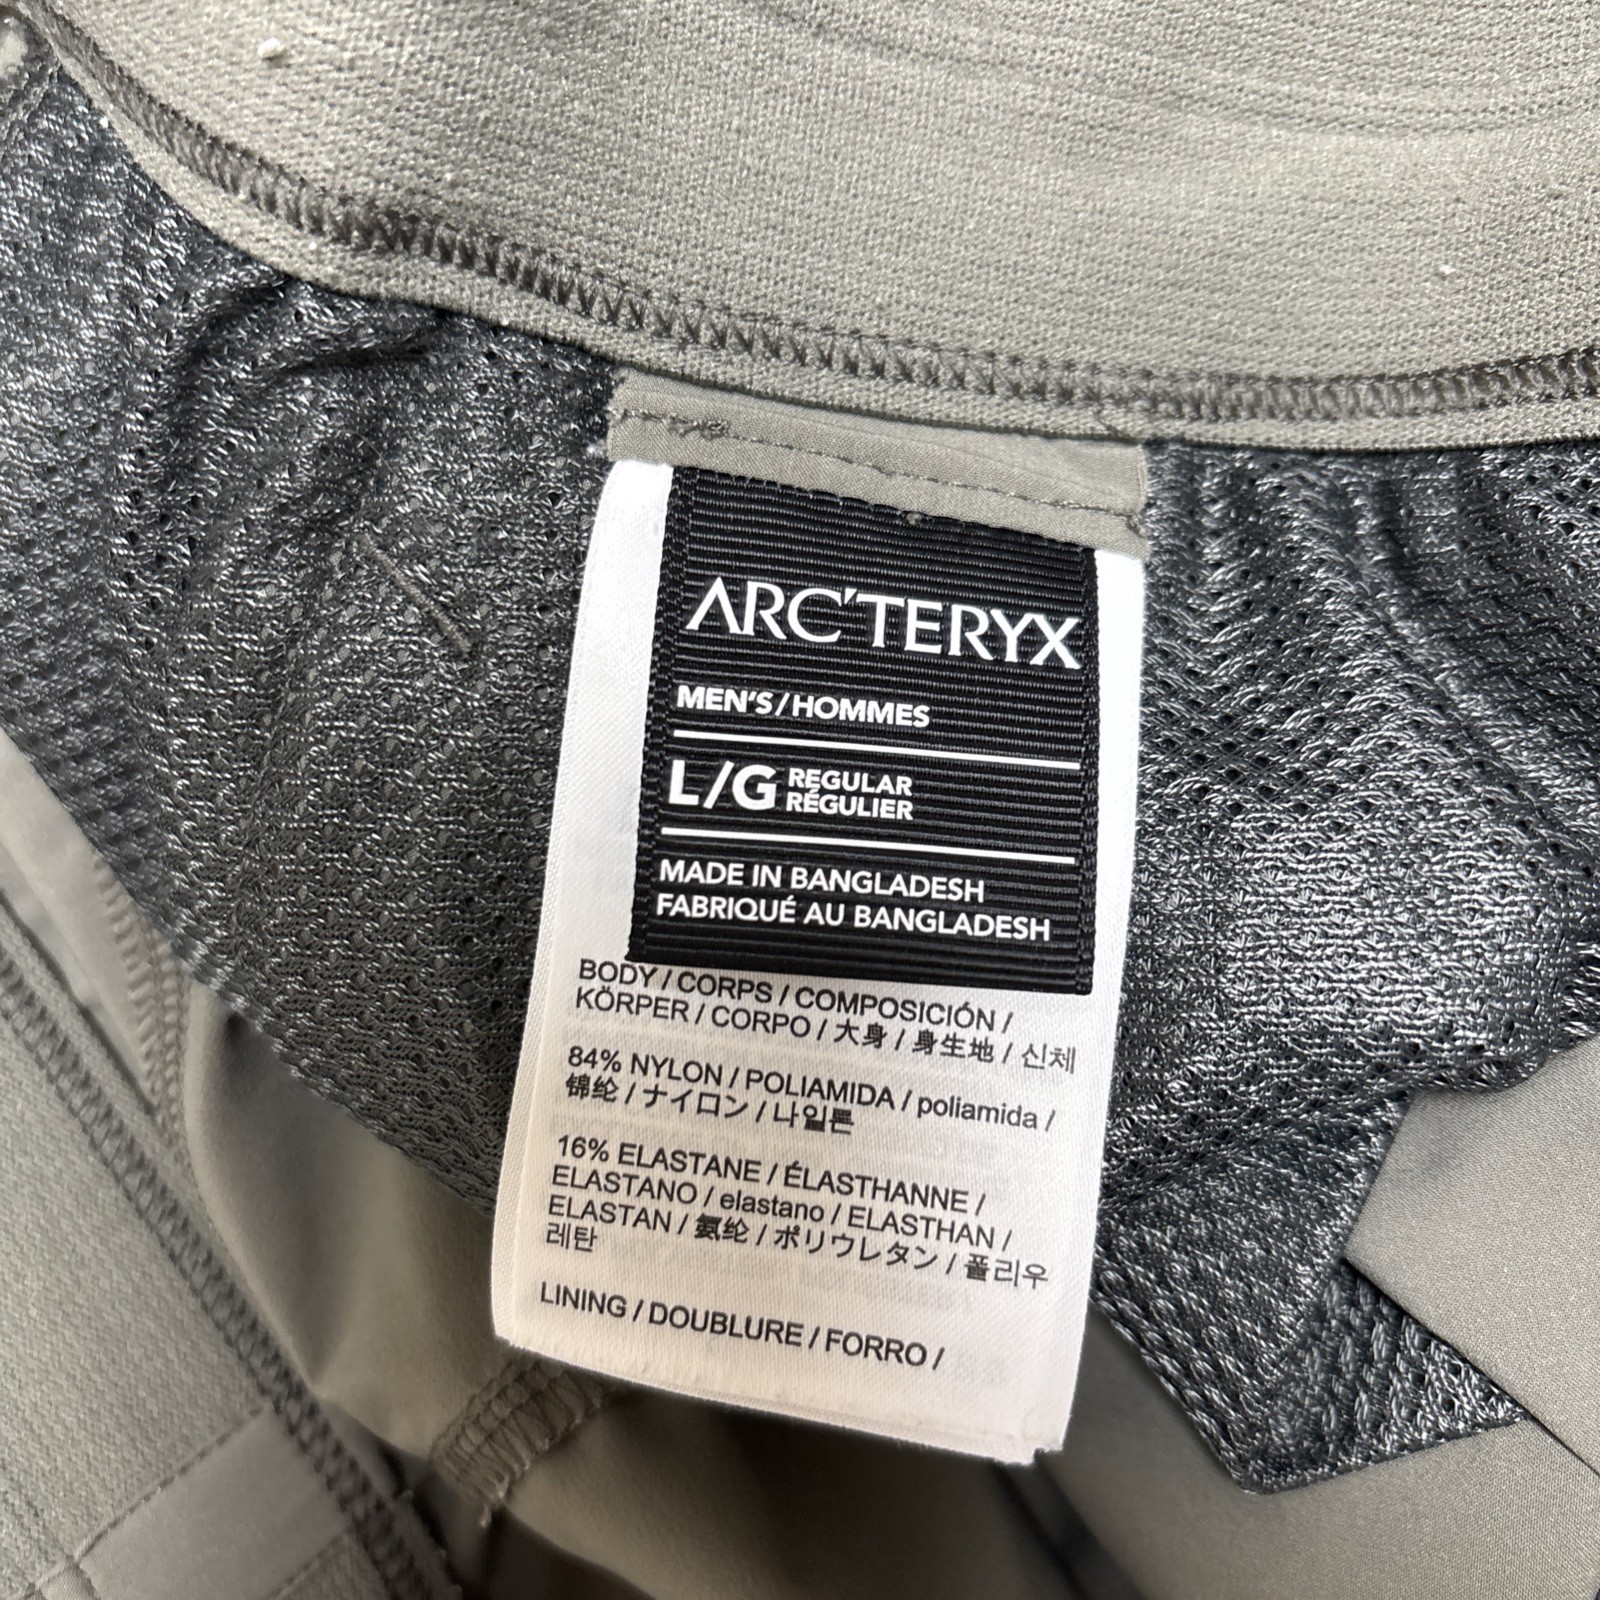 ARC'TERYX
MEN'S/HOMMES
L/G REGULAR
RÉGULIER
MADE IN BANGLADESH
FABRIQUÉ AU BANGLADESH
BODY / CORPS / COMPOSICIÓN /
KÖRPER / CORPO / 大身 / 身生地 / 신체
84% NYLON / POLIAMIDA / poliamida /
锦纶 / ナイロン / 나일론
16% ELASTANE / ÉLASTHANNE /
ELASTANO / elastano / ELASTHAN /
ELASTAN / 氨纶 / ポリウレタン / 폴리우
레탄
LINING / DOUBLURE / FORRO /